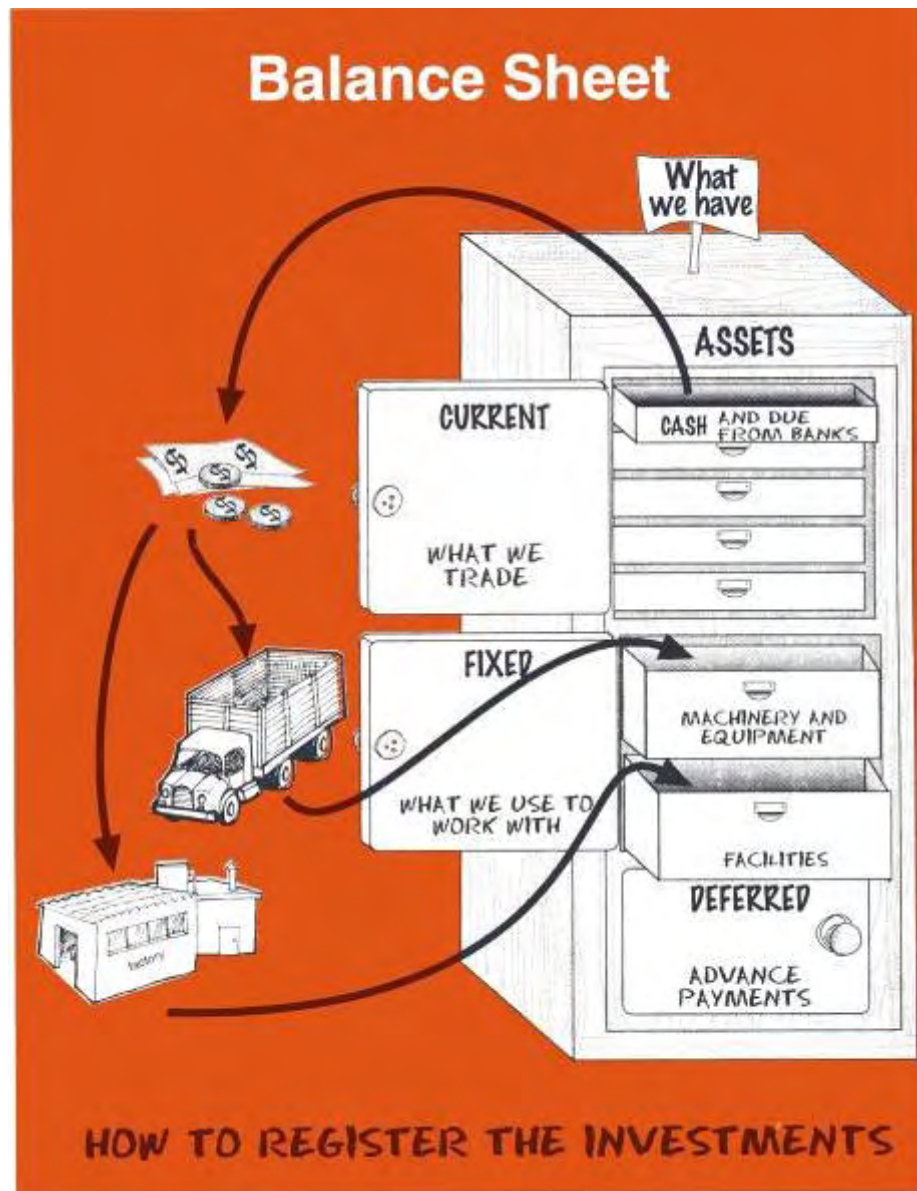 Balance Sheet
What
we have
ASSETS
CURRENT
CASH AND DUE
FROM BANKS
WHAT WE
TRADE
FIXED
MACHINERY AND
EQUIPMENT
WHAT WE USE TO
WORK WITH
FACILITIES
factory
DEFERRED
ADVANCE
PAYMENTS
HOW TO REGISTER THE INVESTMENTS